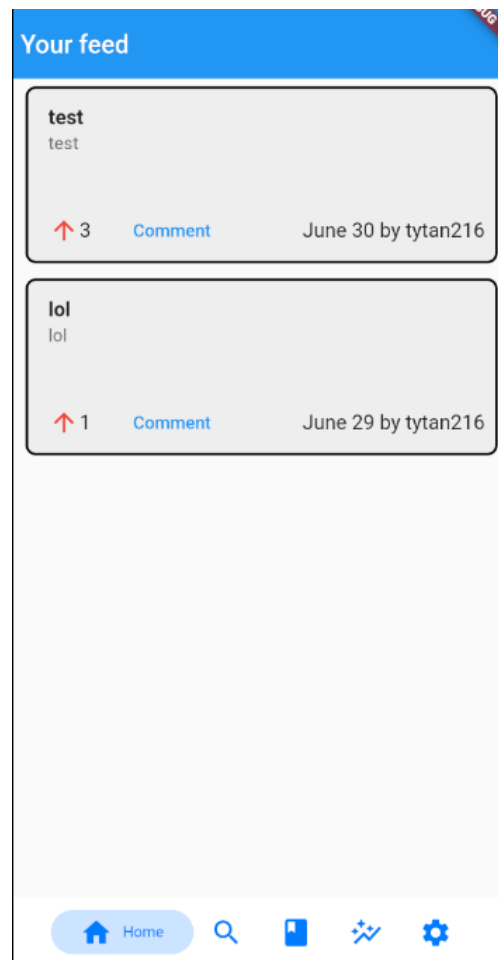 Your feed
test
test
3 Comment June 30 by tytan216
lol
lol
1 Comment June 29 by tytan216
Home